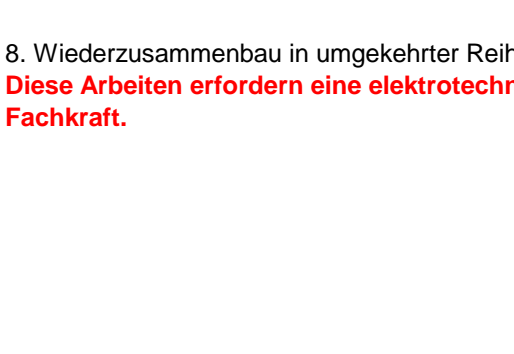 8. Wiederzusammenbau in umgekehrter Reih
Diese Arbeiten erfordern eine elektrotechn
Fachkraft.